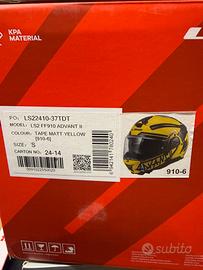 KPA
MATERIAL
LS
P.O: LS22410-37TDT
MODEL: LS2 FF910 ADVANT II
COLOUR: TAPE MATT YELLOW
[910-6]
SIZE: S
CARTON NO: 24-14
910-6
subito